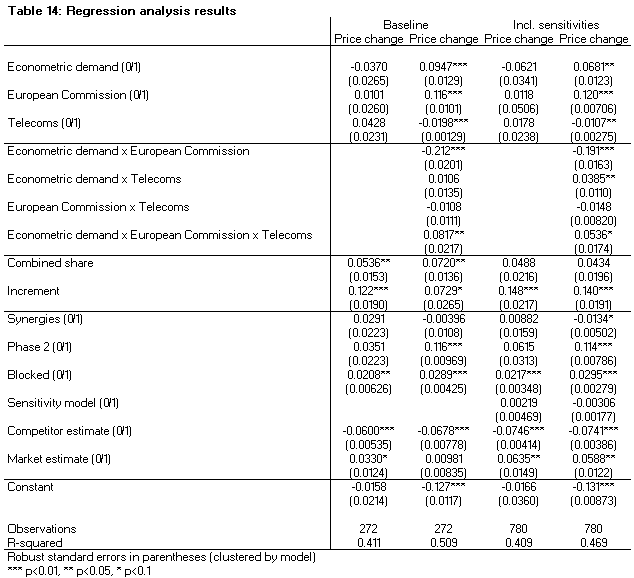 Table 14: Regression analysis results
Baseline Incl. sensitivities
Price change Price change Price change Price change
Econometric demand (0/1) -0.0370 0.0947*** -0.0621 0.0681**
(0.0265) (0.0129) (0.0341) (0.0123)
European Commission (0/1) 0.0101 0.116*** 0.0118 0.120***
(0.0260) (0.0101) (0.0506) (0.00706)
Telecoms (0/1) 0.0428 -0.0198*** 0.0178 -0.0107**
(0.0231) (0.00129) (0.0238) (0.00275)
Econometric demand x European Commission -0.212*** -0.191***
(0.0201) (0.0163)
Econometric demand x Telecoms 0.0106 0.0385**
(0.0135) (0.0110)
European Commission x Telecoms -0.0108 -0.0148
(0.0111) (0.00820)
Econometric demand x European Commission x Telecoms 0.0817** 0.0536*
(0.0217) (0.0174)
Combined share 0.0536** 0.0720** 0.0488 0.0434
(0.0153) (0.0136) (0.0216) (0.0196)
Increment 0.122*** 0.0729* 0.148*** 0.140***
(0.0190) (0.0265) (0.0217) (0.0191)
Synergies (0/1) 0.0291 -0.00396 0.00882 -0.0134*
(0.0223) (0.0108) (0.0159) (0.00502)
Phase 2 (0/1) 0.0351 0.116*** 0.0615 0.114***
(0.0223) (0.00969) (0.0313) (0.00786)
Blocked (0/1) 0.0208** 0.0289*** 0.0217*** 0.0295***
(0.00626) (0.00425) (0.00348) (0.00279)
Sensitivity model (0/1) 0.00219 -0.00306
(0.00469) (0.00177)
Competitor estimate (0/1) -0.0600*** -0.0678*** -0.0746*** -0.0741***
(0.00535) (0.00778) (0.00414) (0.00386)
Market estimate (0/1) 0.0330* 0.00981 0.0635** 0.0588**
(0.0124) (0.00835) (0.0149) (0.0122)
Constant -0.0158 -0.127*** -0.0166 -0.131***
(0.0214) (0.0117) (0.0360) (0.00873)
Observations 272 272 780 780
R-squared 0.411 0.509 0.409 0.469
Robust standard errors in parentheses (clustered by model)
*** p<0.01, ** p<0.05, * p<0.1